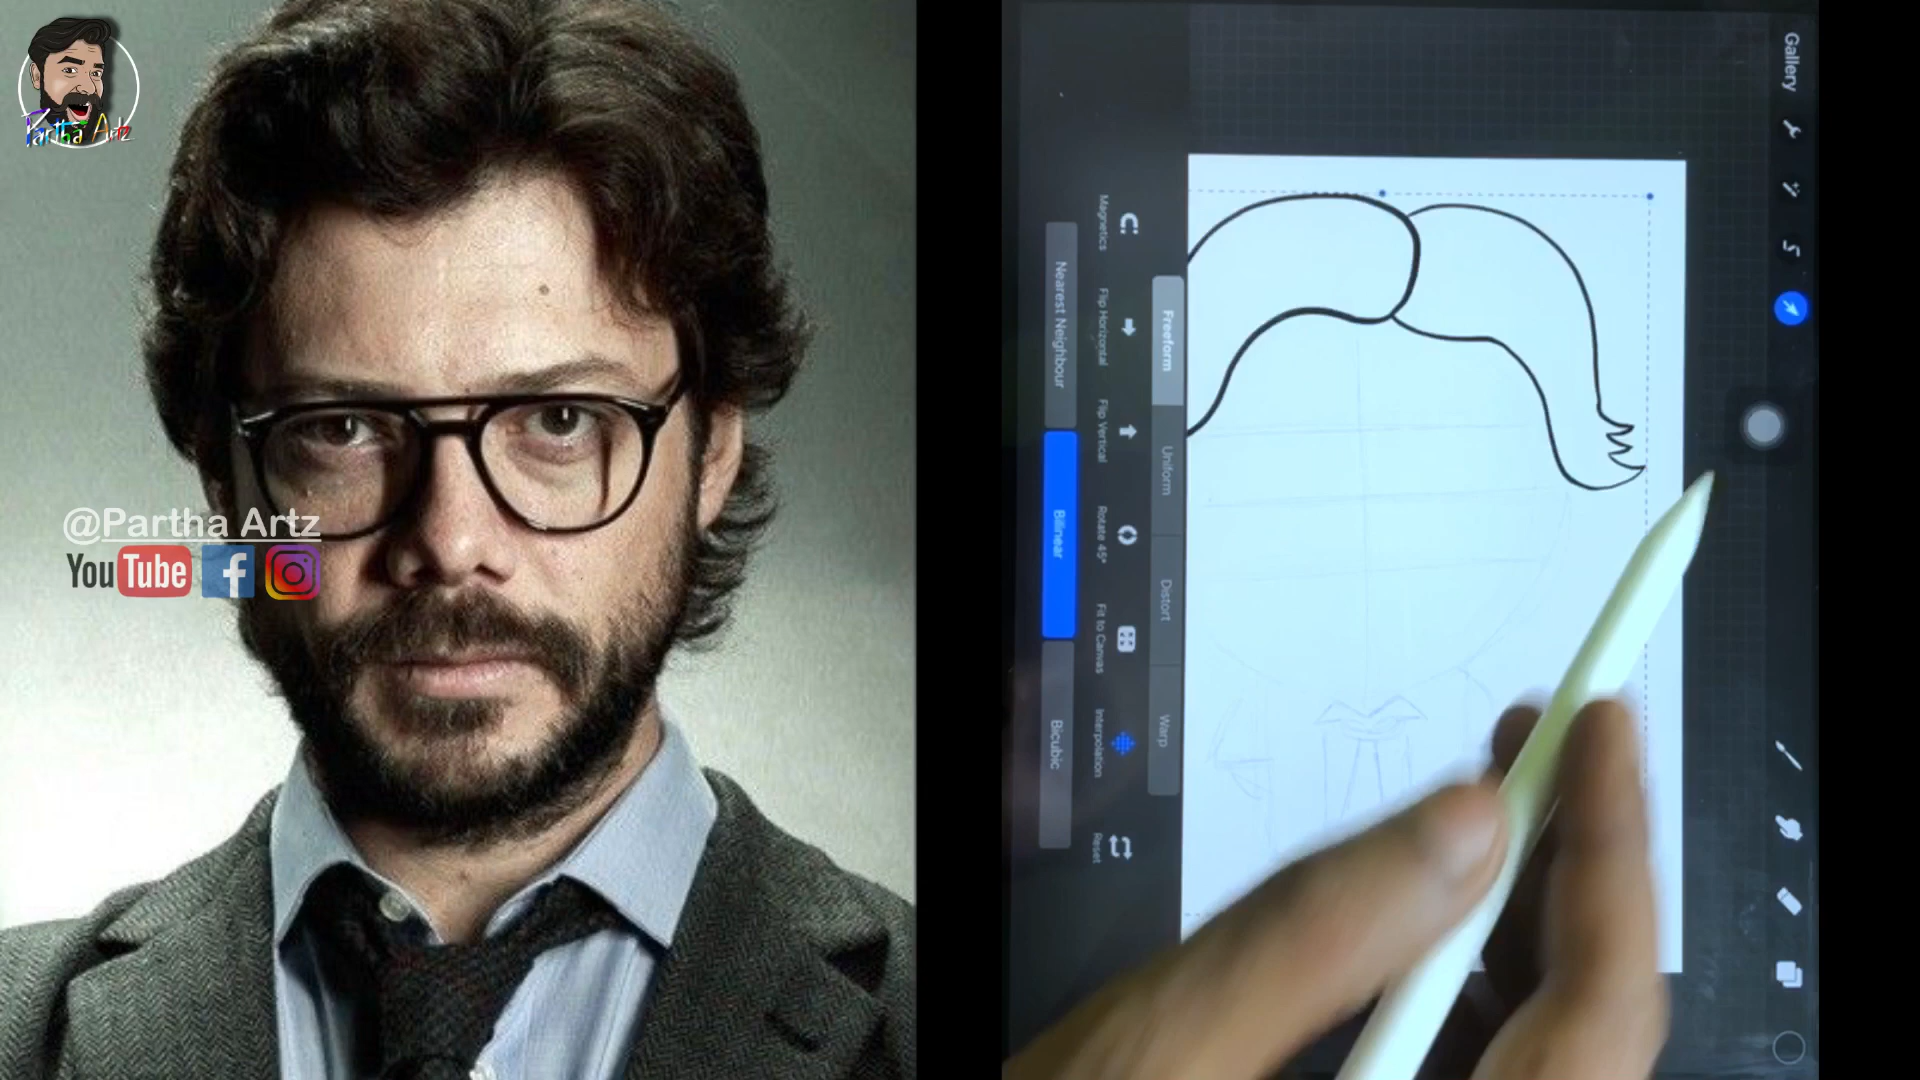 Partha Artz
@Partha Artz
YouTube
Gallery
Freeform
Uniform
Distort
Warp
Magnetics
Flip Horizontal
Flip Vertical
Rotate 45°
Fit to Canvas
Interpolation
Reset
Nearest Neighbour
Bilinear
Bicubic